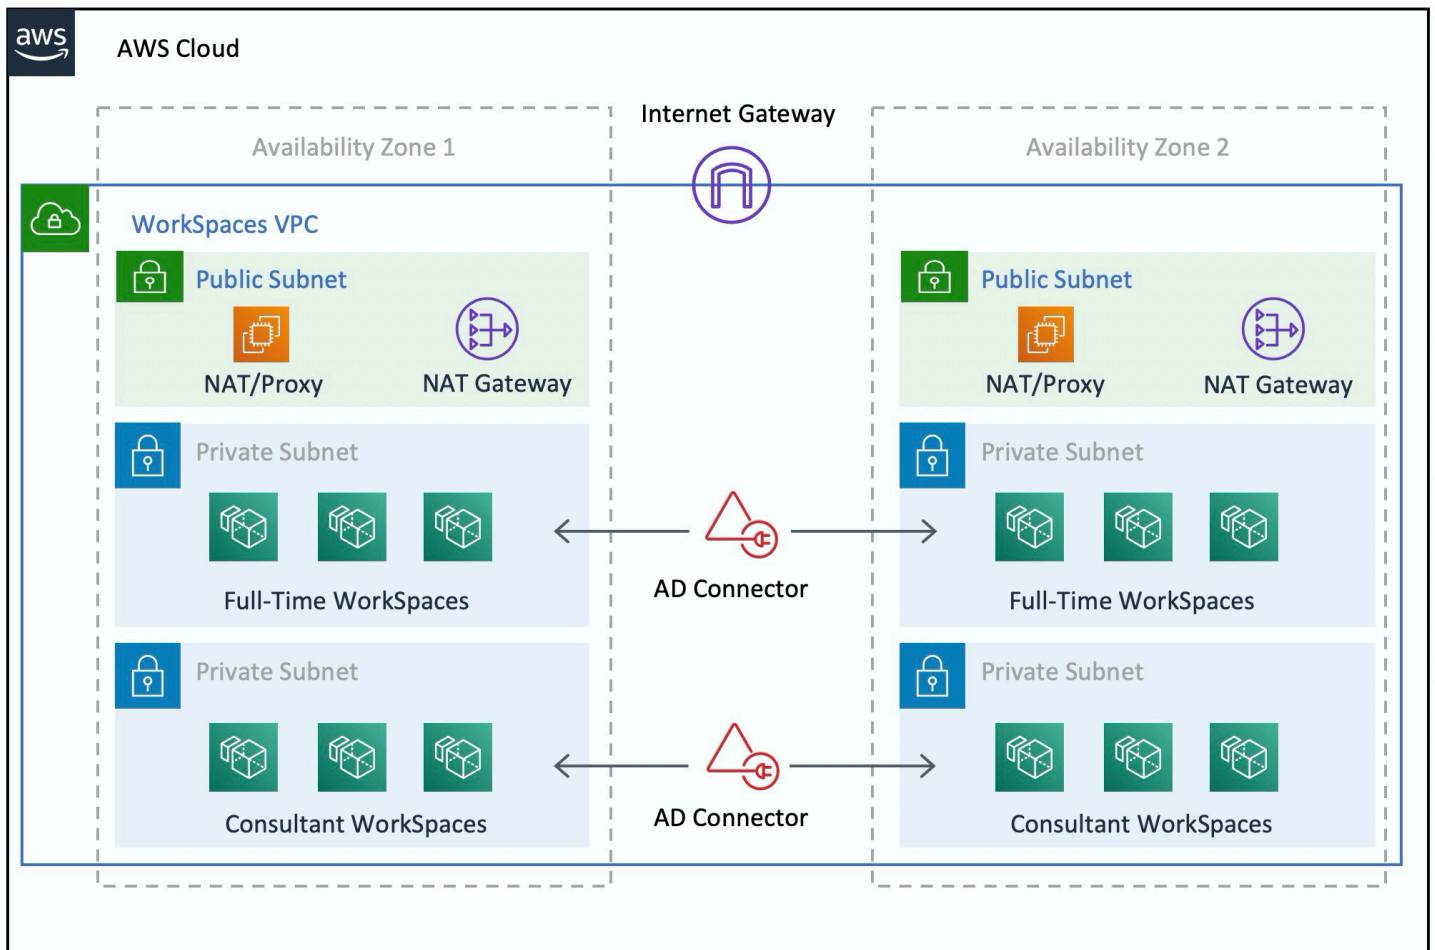 aws
AWS Cloud
Internet Gateway
Availability Zone 1
Availability Zone 2
WorkSpaces VPC
Public Subnet
NAT/Proxy
NAT Gateway
Public Subnet
NAT/Proxy
NAT Gateway
Private Subnet
Full-Time WorkSpaces
AD Connector
Private Subnet
Full-Time WorkSpaces
Private Subnet
Consultant WorkSpaces
AD Connector
Private Subnet
Consultant WorkSpaces